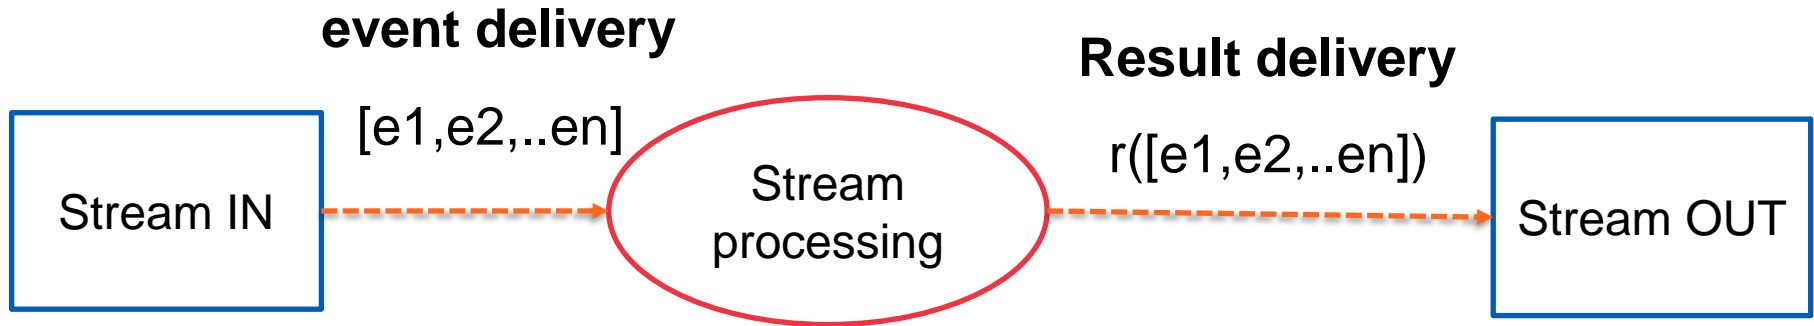 event delivery
Result delivery
[e1,e2,..en]
r([e1,e2,..en])
Stream IN
Stream
processing
Stream OUT